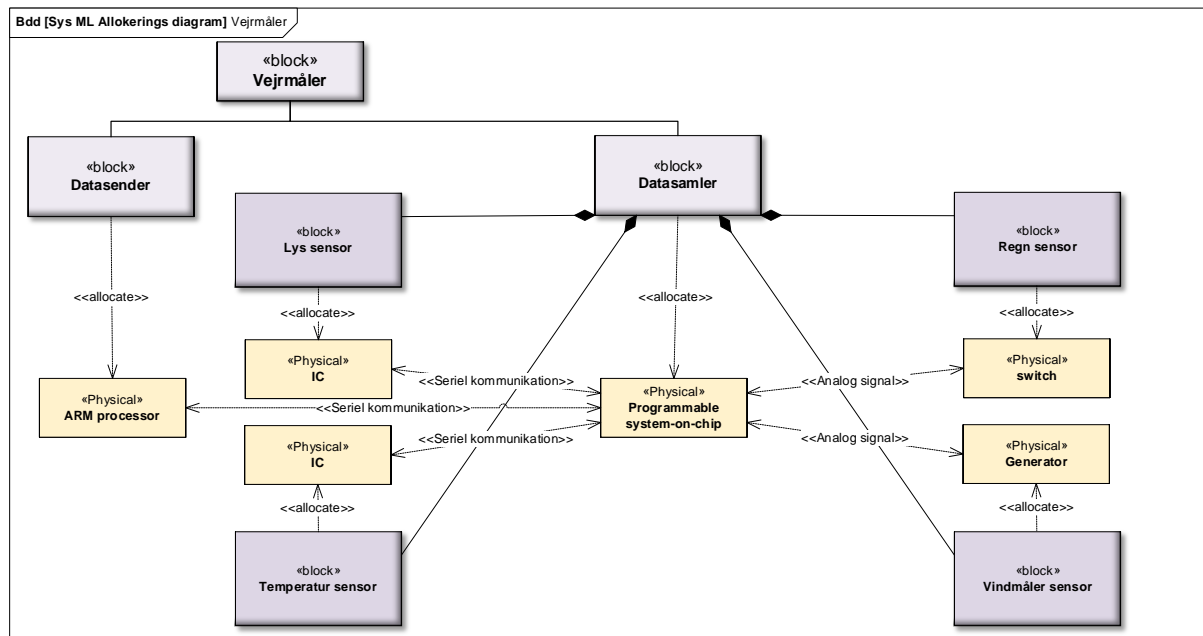 Bdd [Sys ML Allokerings diagram] Vejrmåler
«block»
Vejrmåler
«block»
Datasender
«block»
Datasamler
«block»
Lys sensor
«block»
Regn sensor
<<allocate>>
<<allocate>>
<<allocate>>
<<allocate>>
«Physical»
IC
«Physical»
switch
<<Seriel kommunikation>>
<<Analog signal>>
«Physical»
ARM processor
<<Seriel kommunikation>>
«Physical»
Programmable
system-on-chip
<<Seriel kommunikation>>
<<Analog signal>>
«Physical»
IC
«Physical»
Generator
<<allocate>>
<<allocate>>
«block»
Temperatur sensor
«block»
Vindmåler sensor